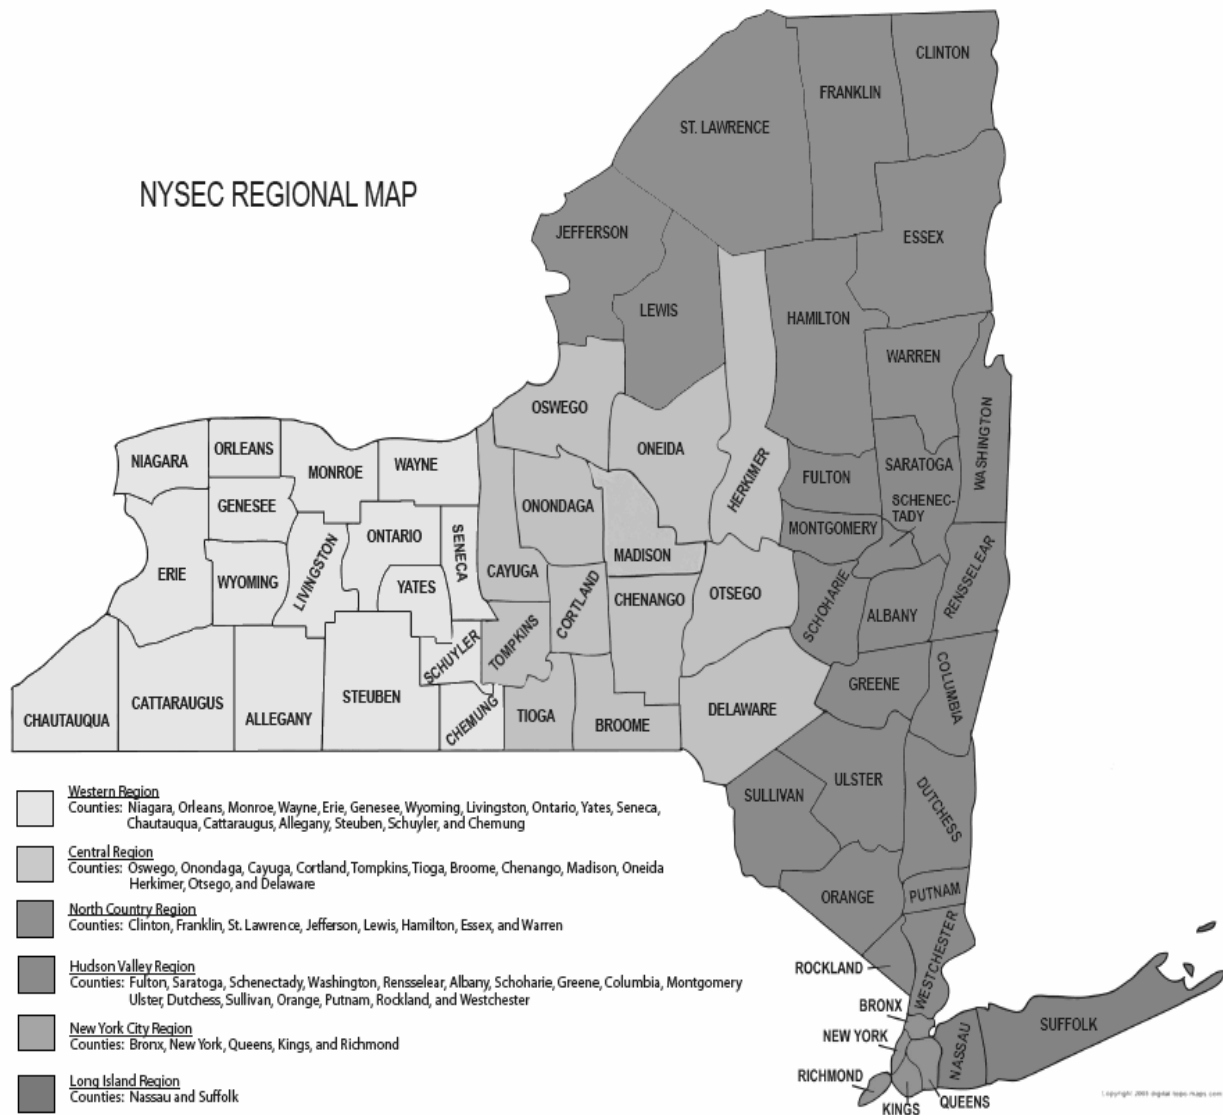 NYSEC REGIONAL MAP
CLINTON
FRANKLIN
ST. LAWRENCE
JEFFERSON
ESSEX
LEWIS
HAMILTON
WARREN
OSWEGO
ONEIDA
HERKIMER
WASHINGTON
NIAGARA
ORLEANS
MONROE
WAYNE
FULTON
SARATOGA
SCHENEC-
TADY
GENESEE
ONONDAGA
MONTGOMERY
ONTARIO
SENECA
MADISON
ERIE
WYOMING
LIVINGSTON
YATES
CAYUGA
CORTLAND
CHENANGO
OTSEGO
SCHOHARIE
ALBANY
RENSSELEAR
SCHUYLER
TOMPKINS
GREENE
COLUMBIA
CHAUTAUQUA
CATTARAUGUS
ALLEGANY
STEUBEN
CHEMUNG
TIOGA
BROOME
DELAWARE
SULLIVAN
ULSTER
DUTCHESS
ORANGE
PUTNAM
ROCKLAND
WESTCHESTER
BRONX
NEW YORK
NASSAU
SUFFOLK
RICHMOND
KINGS
QUEENS
Western Region
Counties: Niagara, Orleans, Monroe, Wayne, Erie, Genesee, Wyoming, Livingston, Ontario, Yates, Seneca,
Chautauqua, Cattaraugus, Allegany, Steuben, Schuyler, and Chemung
Central Region
Counties: Oswego, Onondaga, Cayuga, Cortland, Tompkins, Tioga, Broome, Chenango, Madison, Oneida
Herkimer, Otsego, and Delaware
North Country Region
Counties: Clinton, Franklin, St. Lawrence, Jefferson, Lewis, Hamilton, Essex, and Warren
Hudson Valley Region
Counties: Fulton, Saratoga, Schenectady, Washington, Rensselear, Albany, Schoharie, Greene, Columbia, Montgomery
Ulster, Dutchess, Sullivan, Orange, Putnam, Rockland, and Westchester
New York City Region
Counties: Bronx, New York, Queens, Kings, and Richmond
Long Island Region
Counties: Nassau and Suffolk